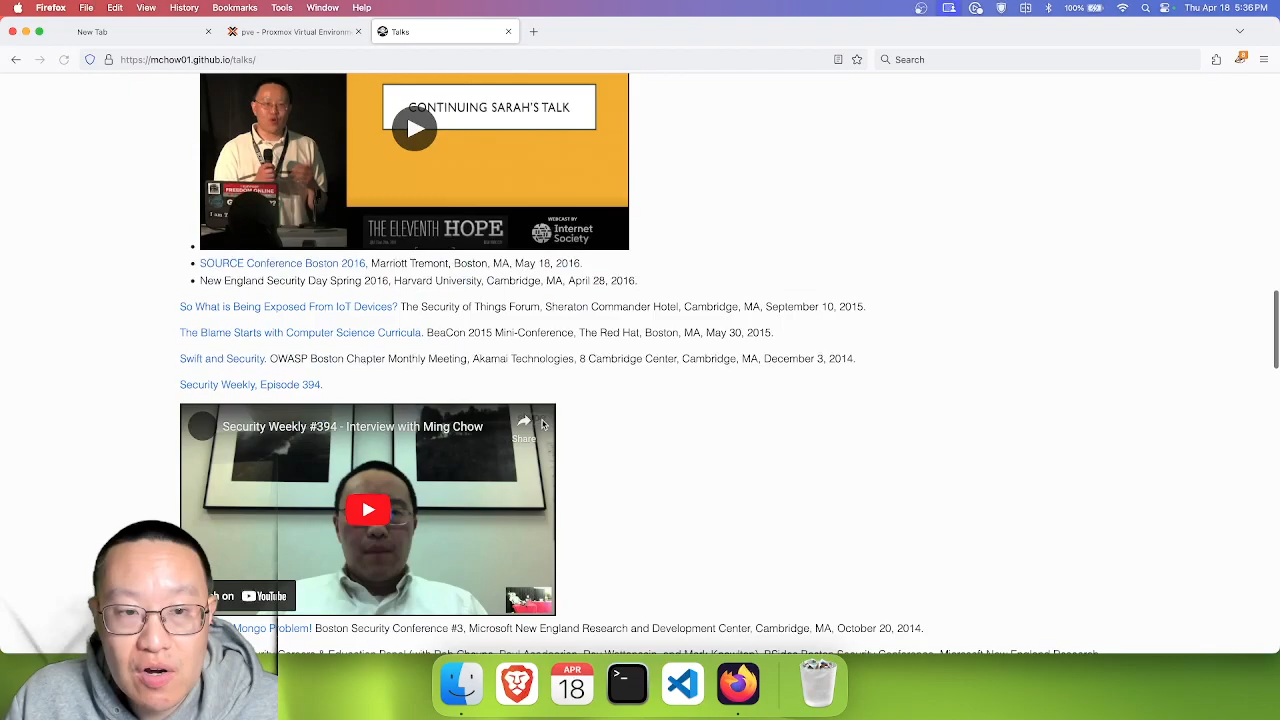 Firefox File Edit View History Bookmarks Tools Window Help 100% Thu Apr 18 5:36 PM
New Tab
pve - Proxmox Virtual Environm
Talks
https://mchow01.github.io/talks/
Search
8
CONTINUING SARAH'S TALK
FREEDOM ONLINE
I am T
THE ELEVENTH HOPE
WEBCAST BY
Internet
Society
SOURCE Conference Boston 2016, Marriott Tremont, Boston, MA, May 18, 2016.
New England Security Day Spring 2016, Harvard University, Cambridge, MA, April 28, 2016.
So What is Being Exposed From IoT Devices? The Security of Things Forum, Sheraton Commander Hotel, Cambridge, MA, September 10, 2015.
The Blame Starts with Computer Science Curricula. BeaCon 2015 Mini-Conference, The Red Hat, Boston, MA, May 30, 2015.
Swift and Security. OWASP Boston Chapter Monthly Meeting, Akamai Technologies, 8 Cambridge Center, Cambridge, MA, December 3, 2014.
Security Weekly, Episode 394.
Security Weekly #394 - Interview with Ming Chow
Share
h on YouTube
Mongo Problem! Boston Security Conference #3, Microsoft New England Research and Development Center, Cambridge, MA, October 20, 2014.
APR
18